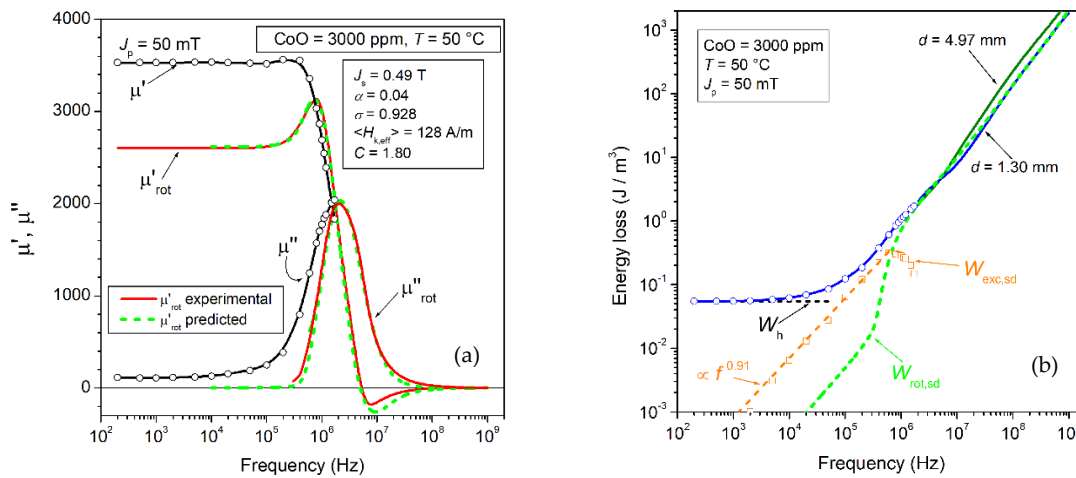 4000
3000
2000
1000
0
μ', μ"
J_p = 50 mT
CoO = 3000 ppm, T = 50 °C
μ'
J_s = 0.49 T
α = 0.04
σ = 0.928
<H_k,eff> = 128 A/m
C = 1.80
μ'_rot
μ"
μ"_rot
μ'_rot experimental
μ'_rot predicted
(a)
10^2 10^3 10^4 10^5 10^6 10^7 10^8 10^9
Frequency (Hz)
10^3
10^2
10^1
10^0
10^-1
10^-2
10^-3
Energy loss (J / m^3)
CoO = 3000 ppm
T = 50 °C
J_p = 50 mT
d = 4.97 mm
d = 1.30 mm
W_exc,sd
W_h
(b)
W_rot,sd
∝ f^0.91
10^2 10^3 10^4 10^5 10^6 10^7 10^8 10^9
Frequency (Hz)